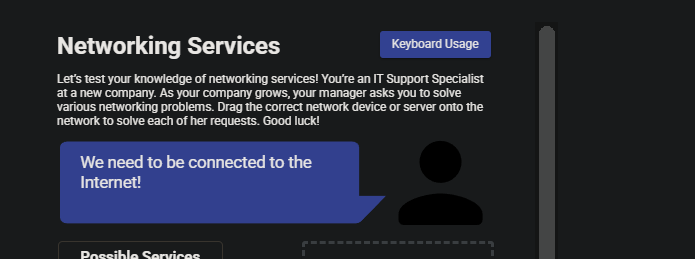 Networking Services
Keyboard Usage
Let's test your knowledge of networking services! You're an IT Support Specialist
at a new company. As your company grows, your manager asks you to solve
various networking problems. Drag the correct network device or server onto the
network to solve each of her requests. Good luck!
We need to be connected to the
Internet!
Possible Services